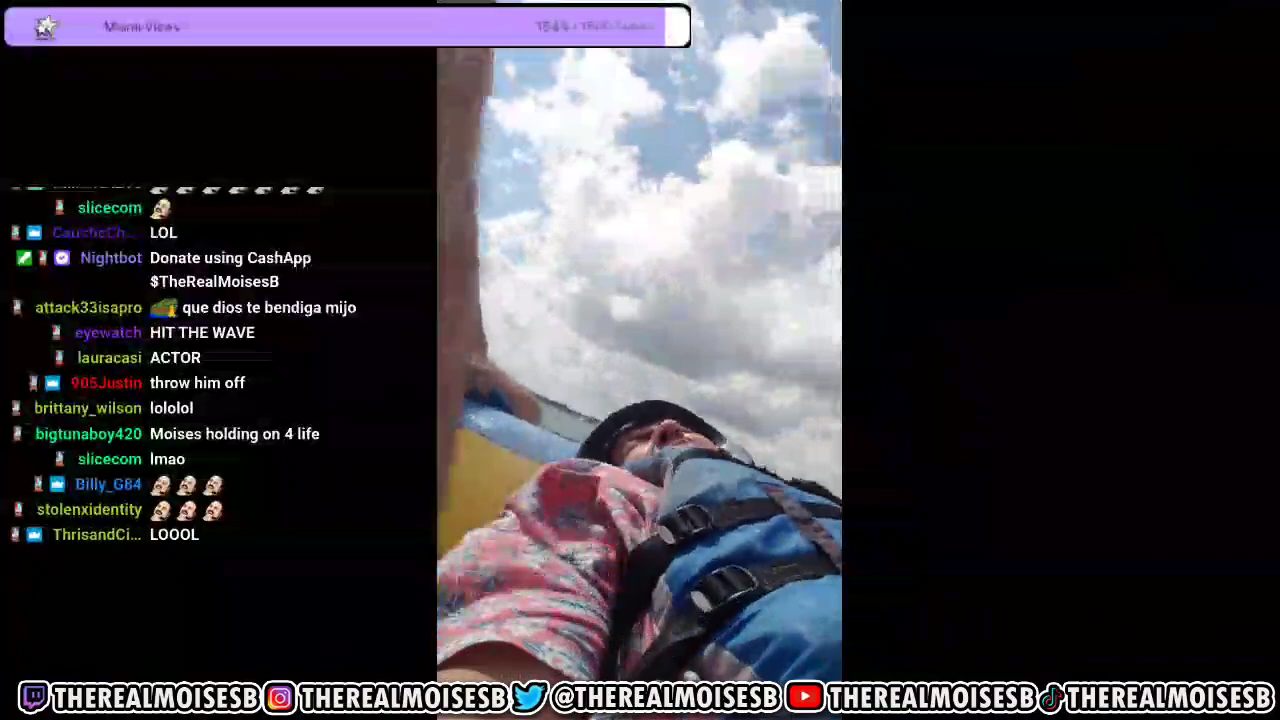 slicecom
LOL
Nightbot Donate using CashApp
$TheRealMoisesB
attack33isapro que dios te bendiga mijo
eyewatch HIT THE WAVE
lauracasi ACTOR
905Justin throw him off
brittany_wilson lololol
bigtunaboy420 Moises holding on 4 life
slicecom lmao
Billy_G84
stolenxidentity
ThrisandCi... LOOOL
THEREALMOISESB THEREALMOISESB @THEREALMOISESB THEREALMOISESB THEREALMOISESB